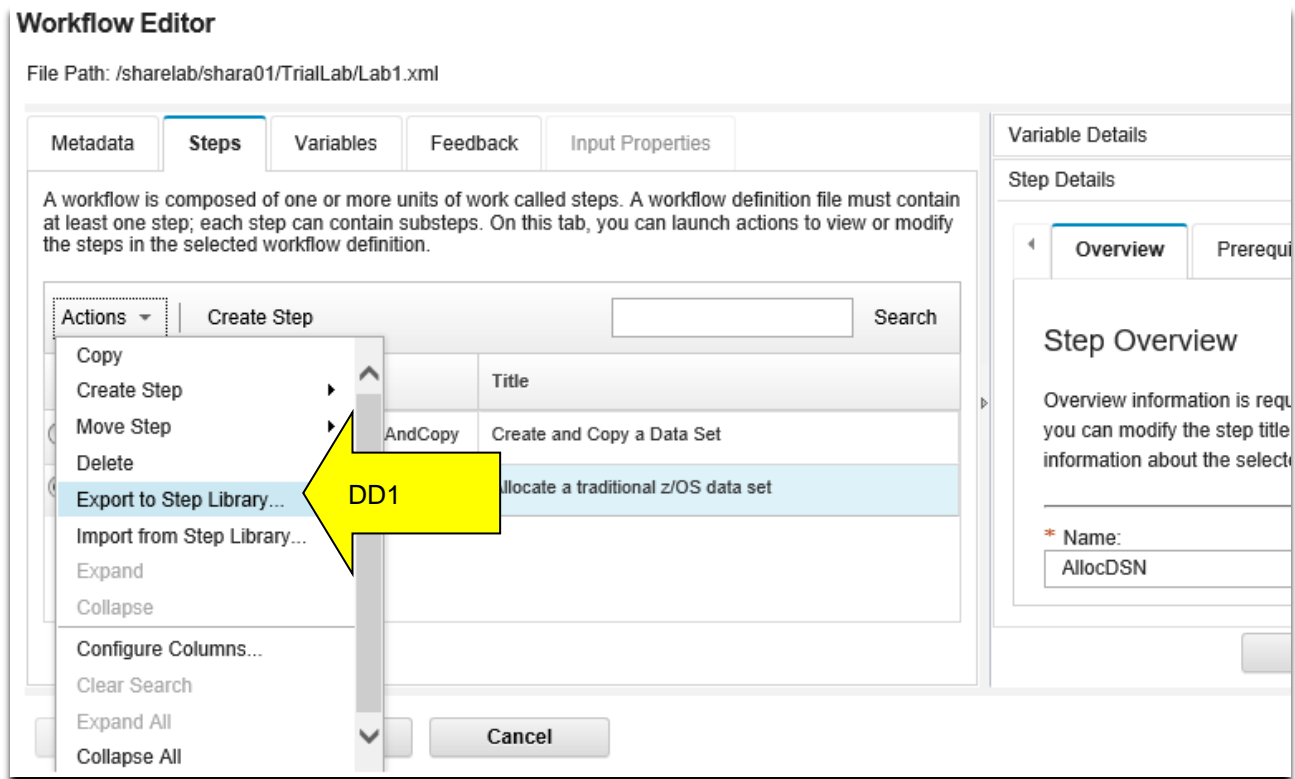 Workflow Editor
File Path: /sharelab/shara01/TrialLab/Lab1.xml
Metadata
Steps
Variables
Feedback
Input Properties
A workflow is composed of one or more units of work called steps. A workflow definition file must contain
at least one step; each step can contain substeps. On this tab, you can launch actions to view or modify
the steps in the selected workflow definition.
Actions
Create Step
Search
Copy
Create Step
Move Step
Delete
Export to Step Library...
Import from Step Library...
Expand
Collapse
Configure Columns...
Clear Search
Expand All
Collapse All
DD1
Title
AndCopy
Create and Copy a Data Set
llocate a traditional z/OS data set
Cancel
Variable Details
Step Details
Overview
Prerequi
Step Overview
Overview information is requ
you can modify the step title
information about the selecte
* Name:
AllocDSN